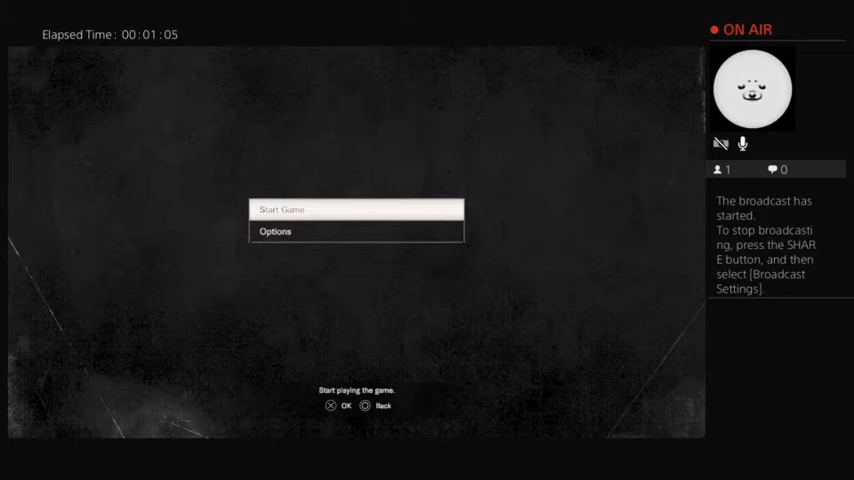 Elapsed Time: 00:01:05
ON AIR
1
0
The broadcast has
started.
To stop broadcasti
ng, press the SHAR
E button, and then
select [Broadcast
Settings].
Start Game
Options
Start playing the game.
OK
Back